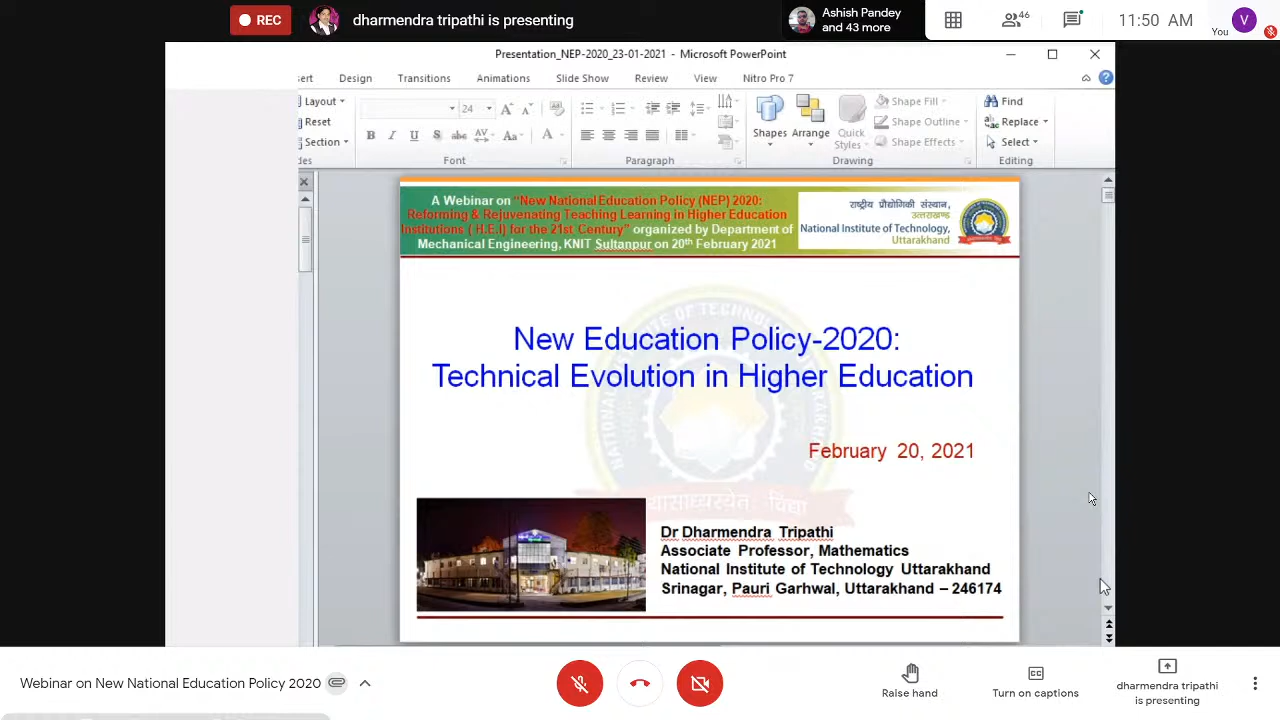 REC
dharmendra tripathi is presenting
Ashish Pandey
and 43 more
46
11:50 AM
V
You
Presentation_NEP-2020_23-01-2021 - Microsoft PowerPoint
sert Design Transitions Animations Slide Show Review View Nitro Pro 7
Layout
Reset
Section
24
B I U S abc AV Aa A
Shapes Arrange Quick Styles
Shape Fill
Shape Outline
Shape Effects
Find
Replace
Select
des Font Paragraph Drawing Editing
A Webinar on "New National Education Policy (NEP) 2020:
Reforming & Rejuvenating Teaching Learning in Higher Education
Institutions ( H.E.I) for the 21st Century" organized by Department of
Mechanical Engineering, KNIT Sultanpur on 20th February 2021
राष्ट्रीय प्रौद्योगिकी संस्थान,
उत्तराखण्ड
National Institute of Technology,
Uttarakhand
New Education Policy-2020:
Technical Evolution in Higher Education
February 20, 2021
Dr Dharmendra Tripathi
Associate Professor, Mathematics
National Institute of Technology Uttarakhand
Srinagar, Pauri Garhwal, Uttarakhand – 246174
Webinar on New National Education Policy 2020
Raise hand
Turn on captions
dharmendra tripathi
is presenting